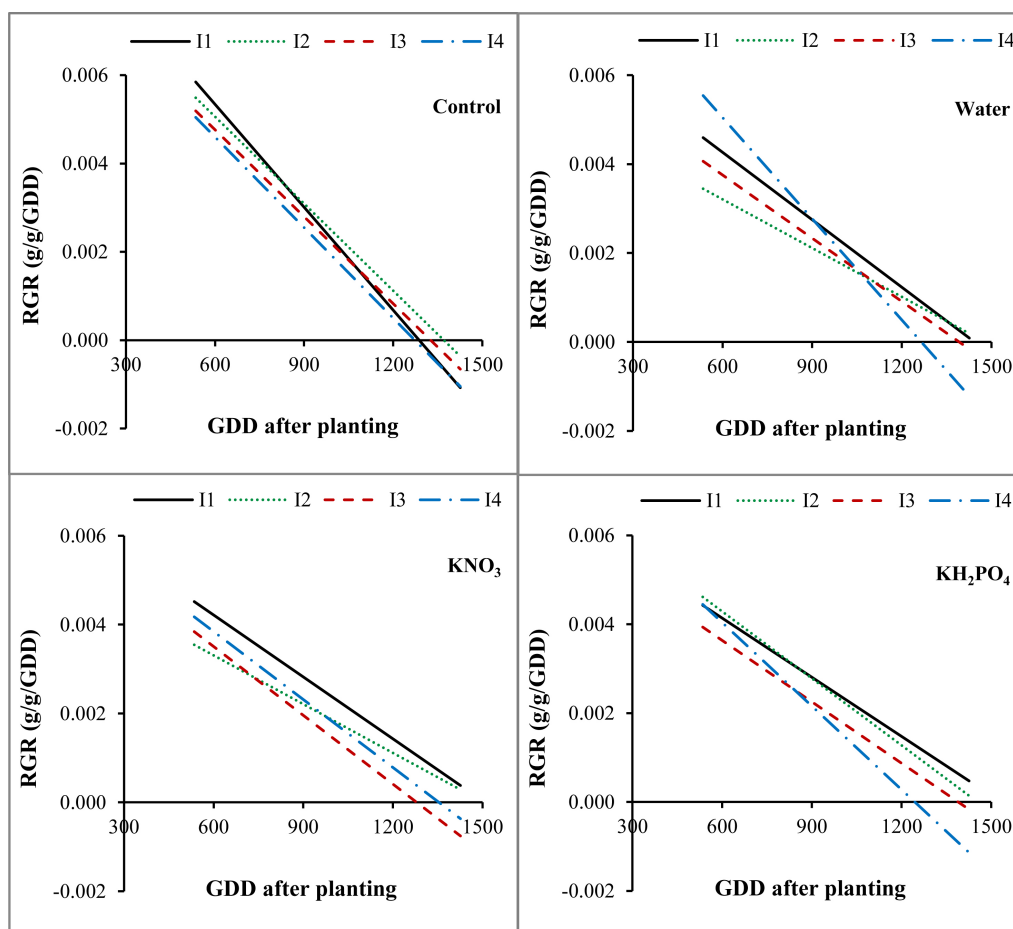 I1 I2 I3 I4
0.006
Control
0.004
0.002
0.000
300 600 900 1200 1500
-0.002
RGR (g/g/GDD)
GDD after planting
I1 I2 I3 I4
0.006
Water
0.004
0.002
0.000
300 600 900 1200 1500
-0.002
RGR (g/g/GDD)
GDD after planting
I1 I2 I3 I4
0.006
KNO₃
0.004
0.002
0.000
300 600 900 1200 1500
-0.002
RGR (g/g/GDD)
GDD after planting
I1 I2 I3 I4
0.006
KH₂PO₄
0.004
0.002
0.000
300 600 900 1200 1500
-0.002
RGR (g/g/GDD)
GDD after planting